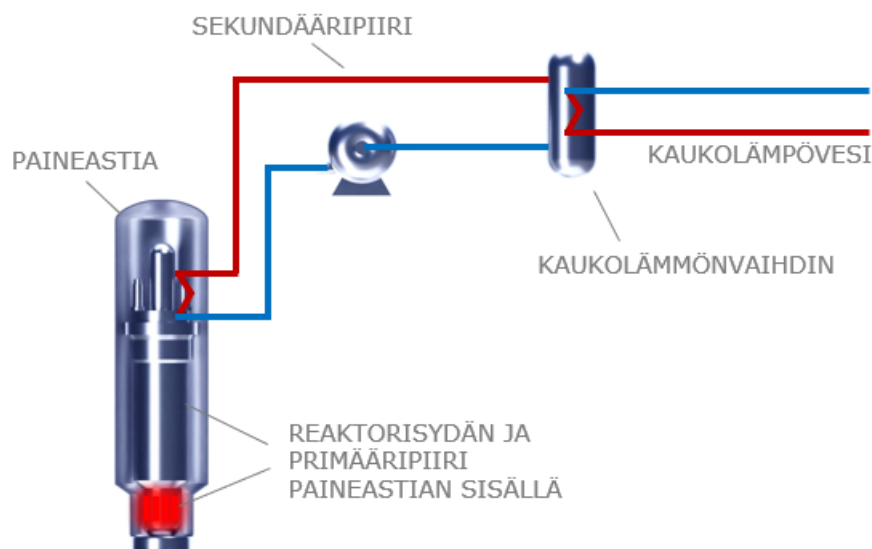 SEKUNDÄÄRIPIIRI
PAINEASTIA
KAUKOLÄMPÖVESI
KAUKOLÄMMÖNVAIHDIN
REAKTORISYDÄN JA
PRIMÄÄRIPIIRI
PAINEASTIAN SISÄLLÄ